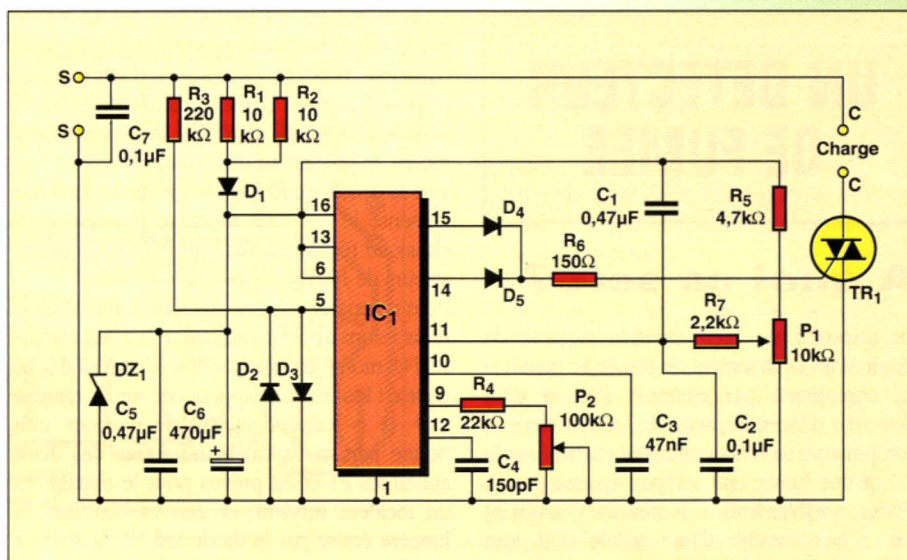 S
S
C7
0,1µF
R3
220
kΩ
R1
10
kΩ
R2
10
kΩ
D1
16
13
6
5
IC1
15
14
11
10
9
12
1
D4
D5
R6
150Ω
C1
0,47µF
R5
4,7kΩ
C
Charge
C
TR1
R7
2,2kΩ
P1
10kΩ
DZ1
C5
0,47µF
C6
470µF
+
D2
D3
R4
22kΩ
P2
100kΩ
C4
150pF
C3
47nF
C2
0,1µF